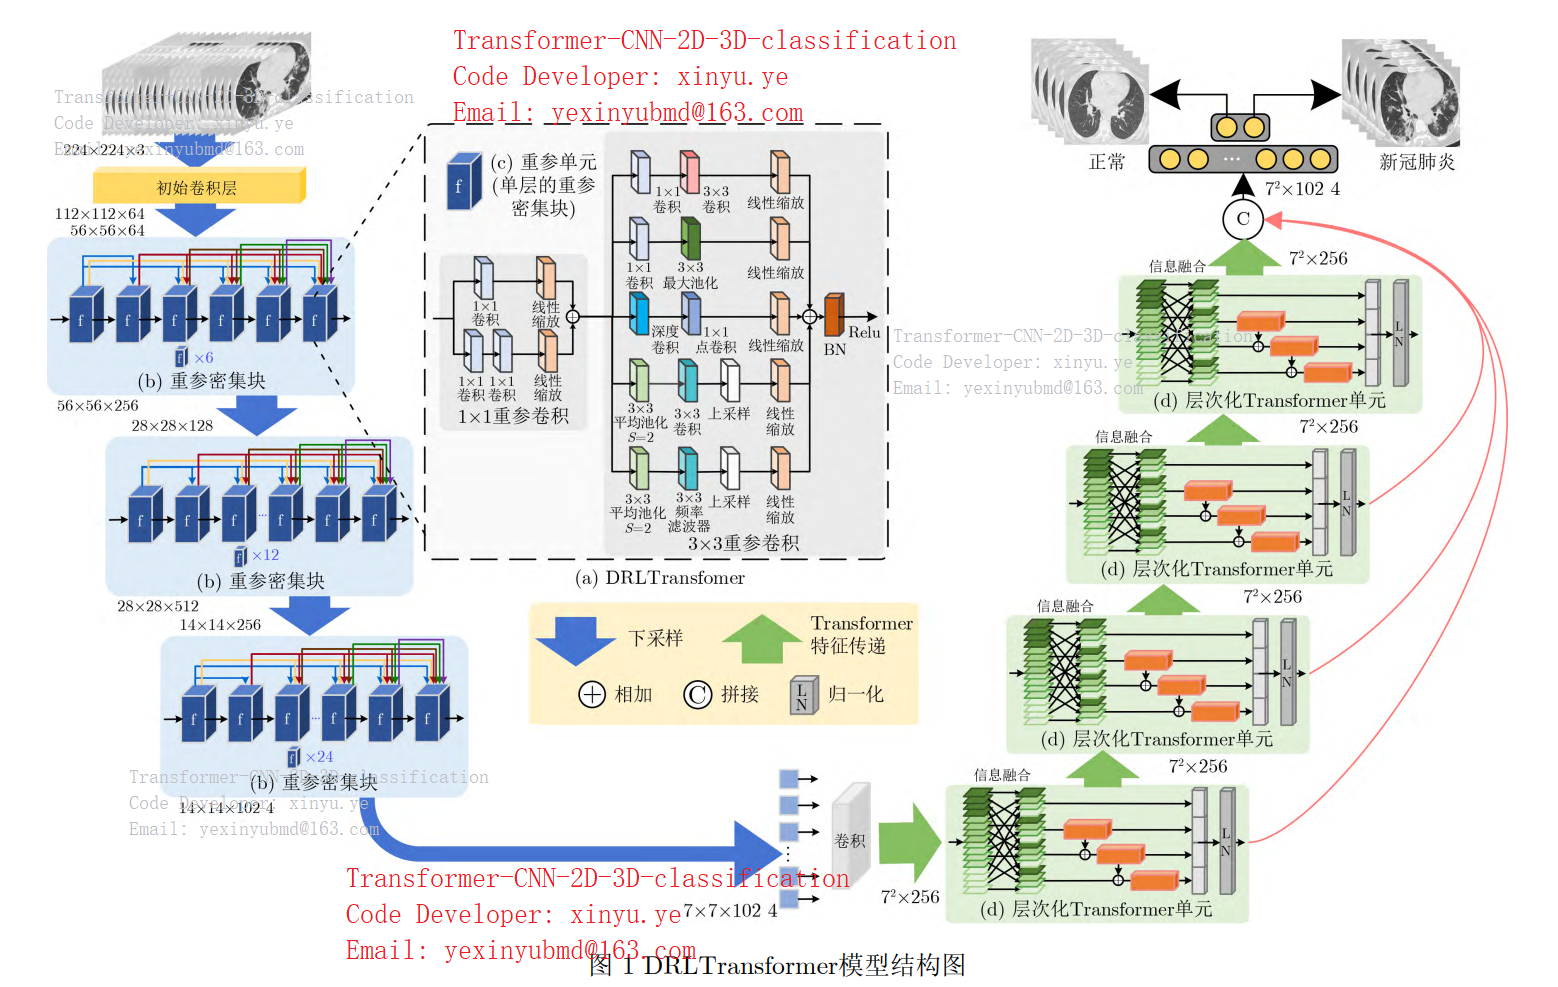 Transformer-CNN-2D-3D-classification
Code Developer: xinyu.ye
Email: yexinyubmd@163.com
Transformer-CNN-2D-3D-classification
Code Developer: xinyu.ye
Email: yexinyubmd@163.com
224×224×3
初始卷积层
112×112×64
56×56×64
f f f f f f
f ×6
(b) 重参密集块
56×56×256
28×28×128
f f f ... f f f
f ×12
(b) 重参密集块
28×28×512
14×14×256
f f f ... f f f
f ×24
(b) 重参密集块
14×14×102 4
Transformer-CNN-2D-3D-classification
Code Developer: xinyu.ye
Email: yexinyubmd@163.com
f
(c) 重参单元
(单层的重参
密集块)
1×1
卷积
线性
缩放
1×1
卷积
1×1
卷积
线性
缩放
1×1重参卷积
1×1
卷积
3×3
卷积
线性缩放
1×1
卷积
3×3
最大池化
线性缩放
深度
卷积
1×1
点卷积
线性缩放
3×3
平均池化
S=2
3×3
卷积
上采样
线性
缩放
3×3
平均池化
S=2
3×3
频率
滤波器
上采样
线性
缩放
BN
Relu
3×3重参卷积
(a) DRLTransfomer
下采样
Transformer
特征传递
相加
C 拼接
LN 归一化
Transformer-CNN-2D-3D-classification
Code Developer: xinyu.ye
Email: yexinyubmd@163.com
7×7×102 4
卷积
7²×256
信息融合
LN
(d) 层次化Transformer单元
7²×256
信息融合
LN
(d) 层次化Transformer单元
7²×256
信息融合
LN
(d) 层次化Transformer单元
7²×256
信息融合
LN
(d) 层次化Transformer单元
7²×256
Transformer-CNN-2D-3D-classification
Code Developer: xinyu.ye
Email: yexinyubmd@163.com
C
7²×102 4
...
正常
新冠肺炎
图 1 DRLTransformer模型结构图